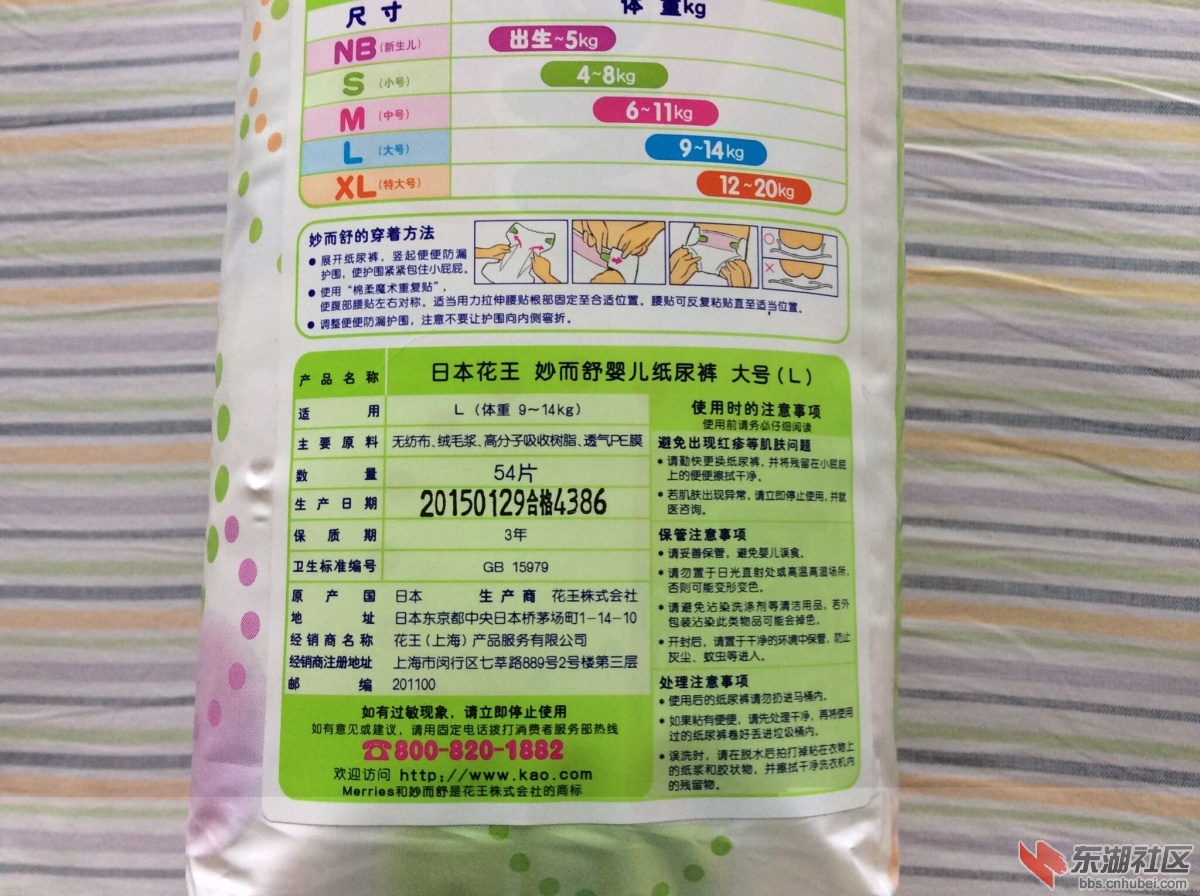 尺寸 体重kg
NB(新生儿) 出生~5kg
S (小号) 4~8kg
M (中号) 6~11kg
L (大号) 9~14kg
XL(特大号) 12~20kg
妙而舒的穿着方法
● 展开纸尿裤，竖起便便防漏
护围，使护围紧紧包住小屁屁。
● 使用“棉柔魔术重复贴”，
使腹部腰贴左右对称。适当用力拉伸腰贴根部固定至合适位置。腰贴可反复粘贴直至适当位置。
● 调整便便防漏护围，注意不要让护围向内侧弯折。
产品名称 日本花王 妙而舒婴儿纸尿裤 大号(L)
适用 L（体重 9~14kg）
主要原料 无纺布、绒毛浆、高分子吸收树脂、透气PE膜
数量 54片
生产日期 20150129合格4386
保质期 3年
卫生标准编号 GB 15979
原产国 日本 生产商 花王株式会社
地址 日本东京都中央日本桥茅场町1-14-10
经销商名称 花王（上海）产品服务有限公司
经销商注册地址 上海市闵行区七莘路889号2号楼第三层
邮编 201100
如有过敏现象，请立即停止使用
如有意见或建议，请用固定电话拨打消费者服务部热线
☎800-820-1882
欢迎访问 http://www.kao.com
Merries和妙而舒是花王株式会社的商标
使用时的注意事项
使用前请务必仔细阅读
避免出现红疹等肌肤问题
• 请勤快更换纸尿裤，并将残留在小屁屁
上的便便擦拭干净。
• 若肌肤出现异常，请立即停止使用，并就
医咨询。
保管注意事项
• 请妥善保管，避免婴儿误食。
• 请勿置于日光直射处或高温高湿场所，
否则可能变形变色。
• 请避免沾染洗涤剂等清洁用品，若外
包装沾染此类物品可能会掉色。
• 开封后，请置于干净的环境中保管，防止
灰尘、蚊虫等进入。
处理注意事项
• 使用后的纸尿裤请勿扔进马桶内。
• 如果粘有便便，请先处理干净，再将使用
过的纸尿裤卷好丢进垃圾桶内。
• 误洗时，请在脱水后拍打掉粘在衣物上
的纸浆和胶状物，并擦拭干净洗衣机内
的残留物。
东湖社区
bbs.cnhubei.com